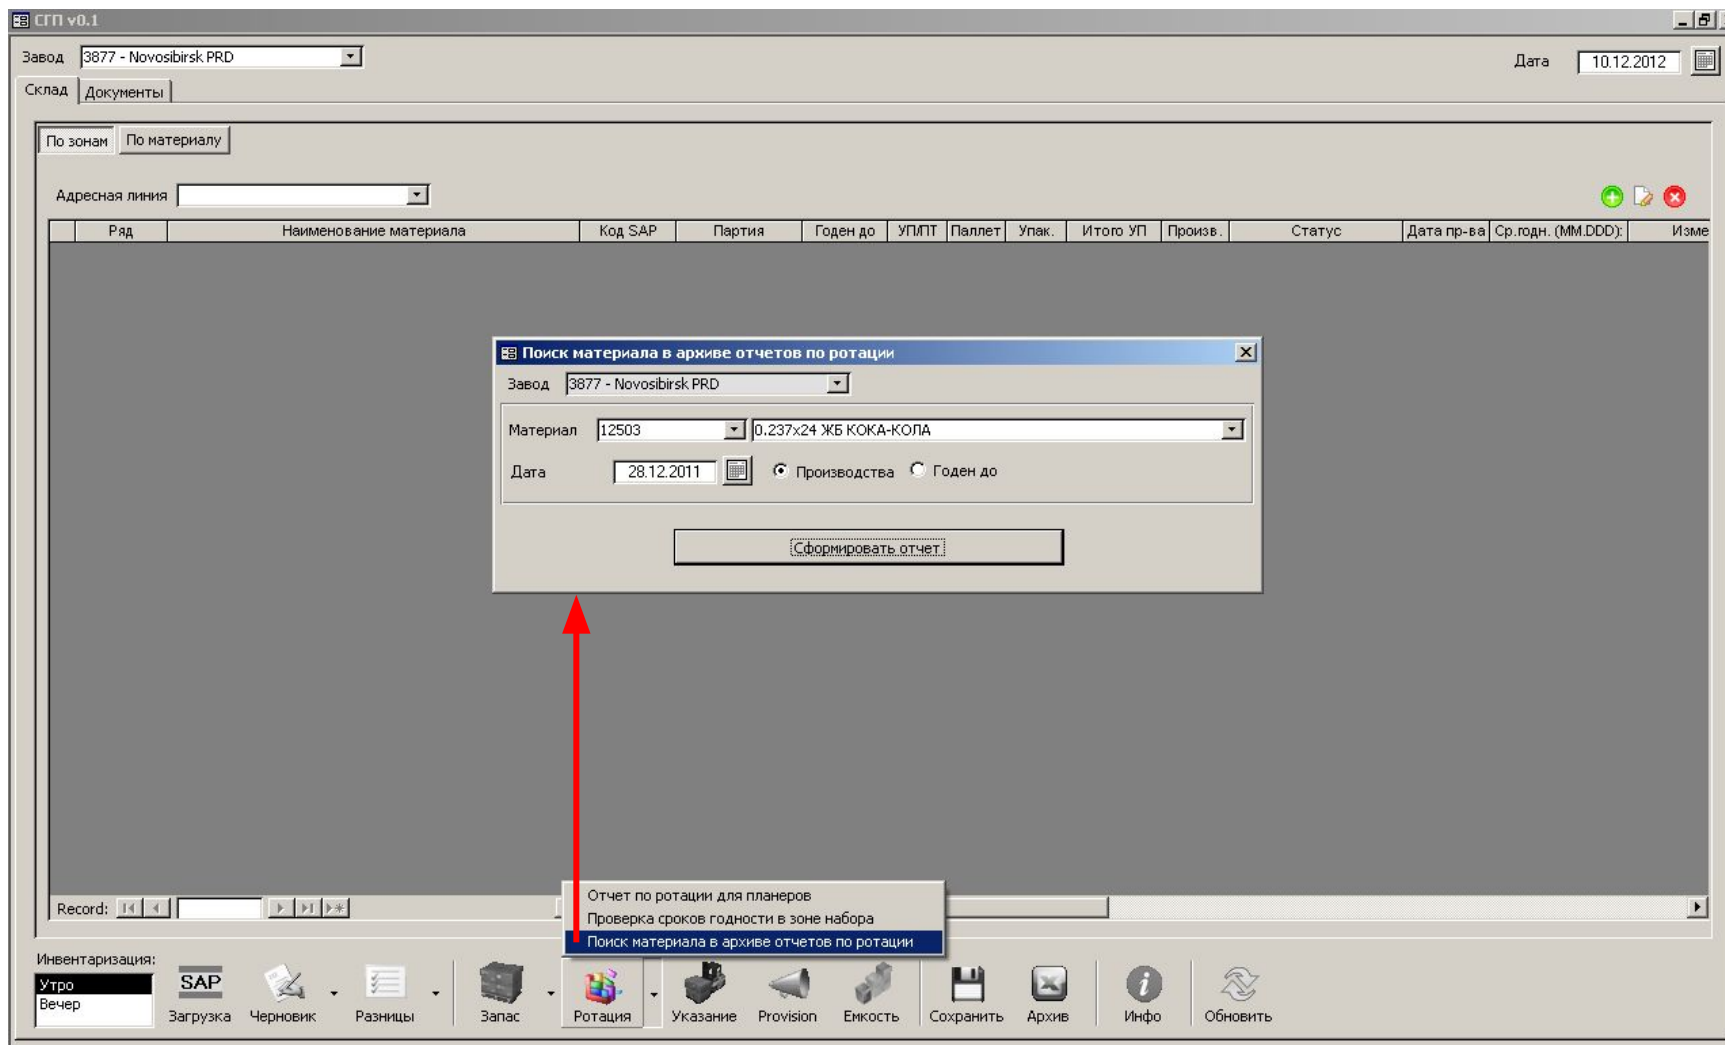 СГП v0.1
Завод 3877 - Novosibirsk PRD
Дата 10.12.2012
Склад Документы
По зонам По материалу
Адресная линия
Ряд Наименование материала Код SAP Партия Годен до УП/ПТ Паллет Упак. Итого УП Произв. Статус Дата пр-ва Ср.годн. (MM.DDD): Изме
Поиск материала в архиве отчетов по ротации
Завод 3877 - Novosibirsk PRD
Материал 12503 0.237x24 ЖБ КОКА-КОЛА
Дата 28.12.2011 Производства Годен до
Сформировать отчет
Отчет по ротации для планеров
Проверка сроков годности в зоне набора
Поиск материала в архиве отчетов по ротации
Record:
Инвентаризация:
Утро
Вечер
SAP
Загрузка Черновик Разницы Запас Ротация Указание Provision Емкость Сохранить Архив Инфо Обновить